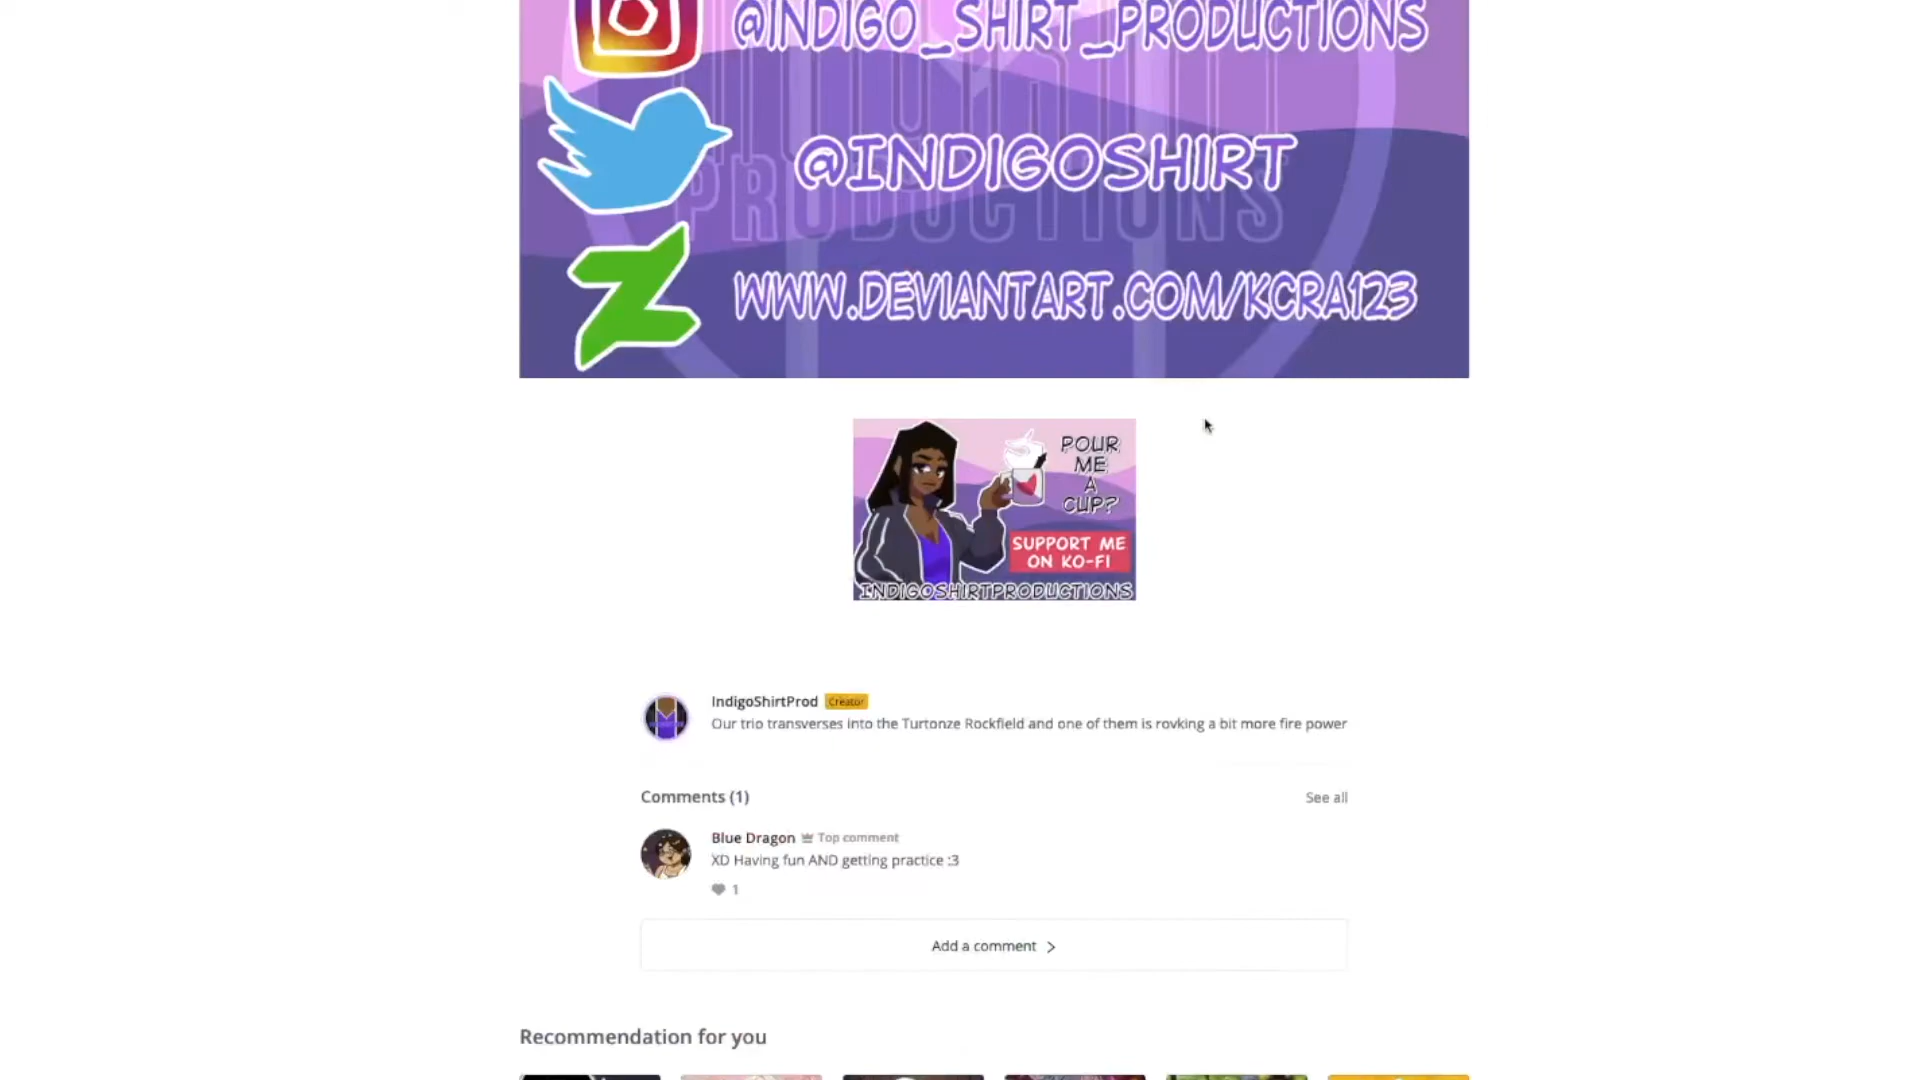 @INDIGO_SHIRT_PRODUCTIONS
@INDIGOSHIRT
PRODUCTIONS
WWW.DEVIANTART.COM/KCRA123
POUR
ME
A
CUP?
SUPPORT ME
ON KO-FI
INDIGOSHIRTPRODUCTIONS
IndigoShirtProd Creator
Our trio transverses into the Turtonze Rockfield and one of them is rovking a bit more fire power
Comments (1)
See all
Blue Dragon Top comment
XD Having fun AND getting practice :3
1
Add a comment >
Recommendation for you